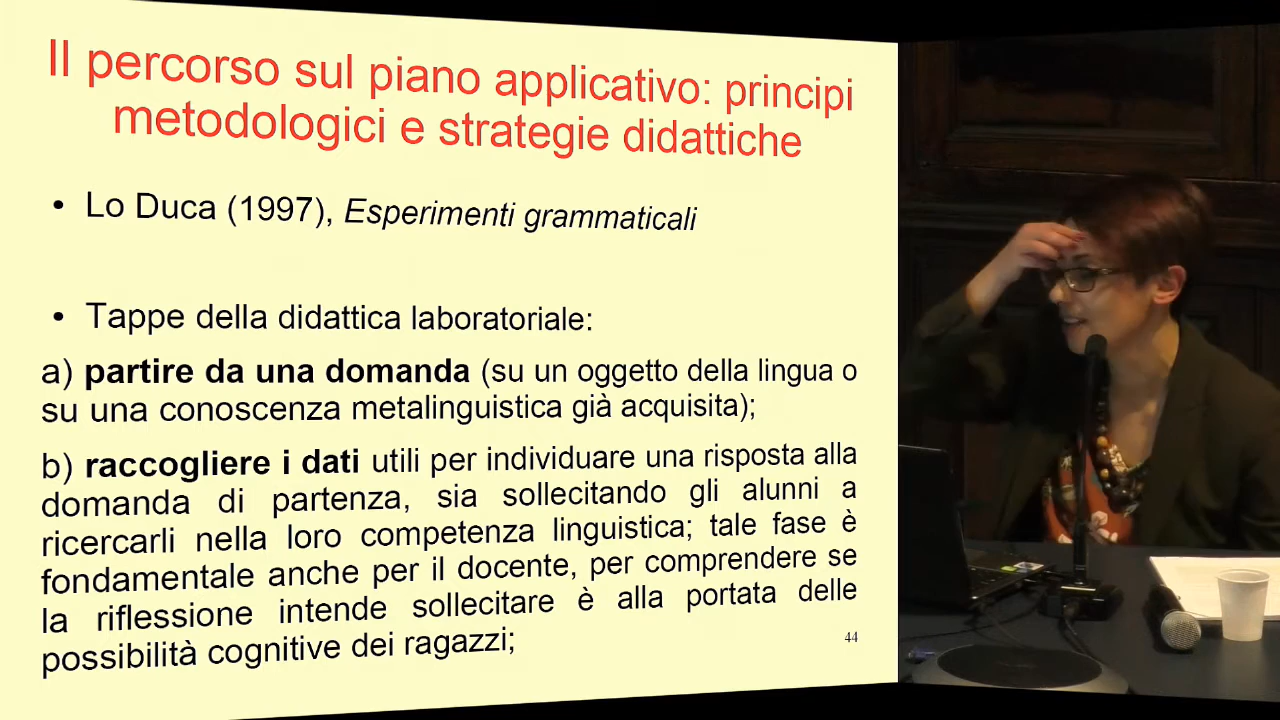 Il percorso sul piano applicativo: principi
metodologici e strategie didattiche
• Lo Duca (1997), Esperimenti grammaticali
• Tappe della didattica laboratoriale:
a) partire da una domanda (su un oggetto della lingua o
su una conoscenza metalinguistica già acquisita);
b) raccogliere i dati utili per individuare una risposta alla
domanda di partenza, sia sollecitando gli alunni a
ricercarli nella loro competenza linguistica; tale fase è
fondamentale anche per il docente, per comprendere se
la riflessione intende sollecitare è alla portata delle
possibilità cognitive dei ragazzi;
44